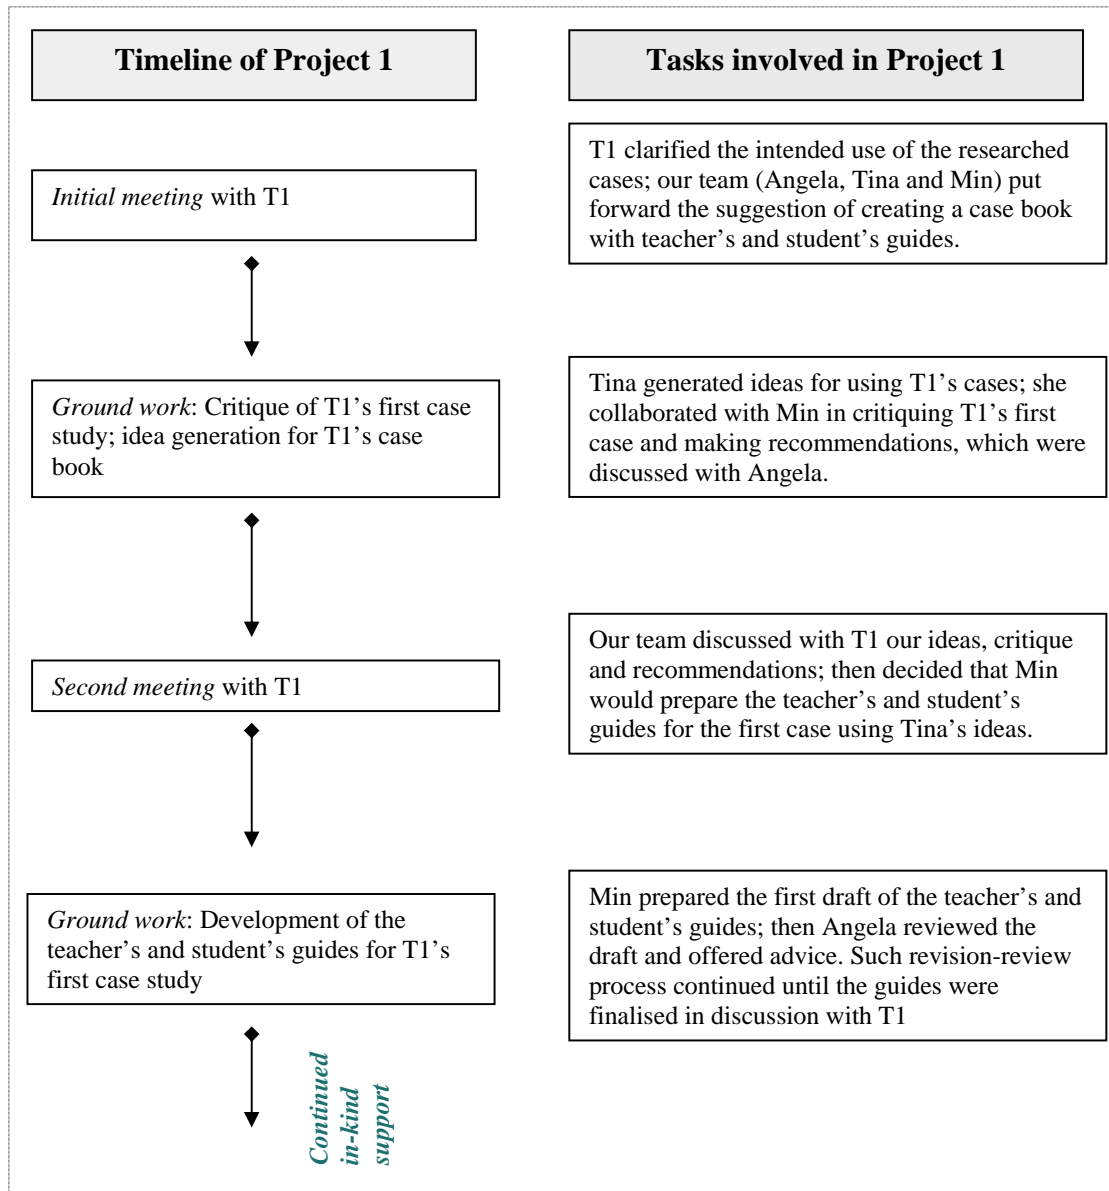 Timeline of Project 1
Tasks involved in Project 1
Initial meeting with T1
T1 clarified the intended use of the researched
cases; our team (Angela, Tina and Min) put
forward the suggestion of creating a case book
with teacher’s and student’s guides.
Ground work: Critique of T1’s first case
study; idea generation for T1’s case
book
Tina generated ideas for using T1’s cases; she
collaborated with Min in critiquing T1’s first
case and making recommendations, which were
discussed with Angela.
Second meeting with T1
Our team discussed with T1 our ideas, critique
and recommendations; then decided that Min
would prepare the teacher’s and student’s
guides for the first case using Tina’s ideas.
Ground work: Development of the
teacher’s and student’s guides for T1’s
first case study
Min prepared the first draft of the teacher’s and
student’s guides; then Angela reviewed the
draft and offered advice. Such revision-review
process continued until the guides were
finalised in discussion with T1
Continued
in-kind
support